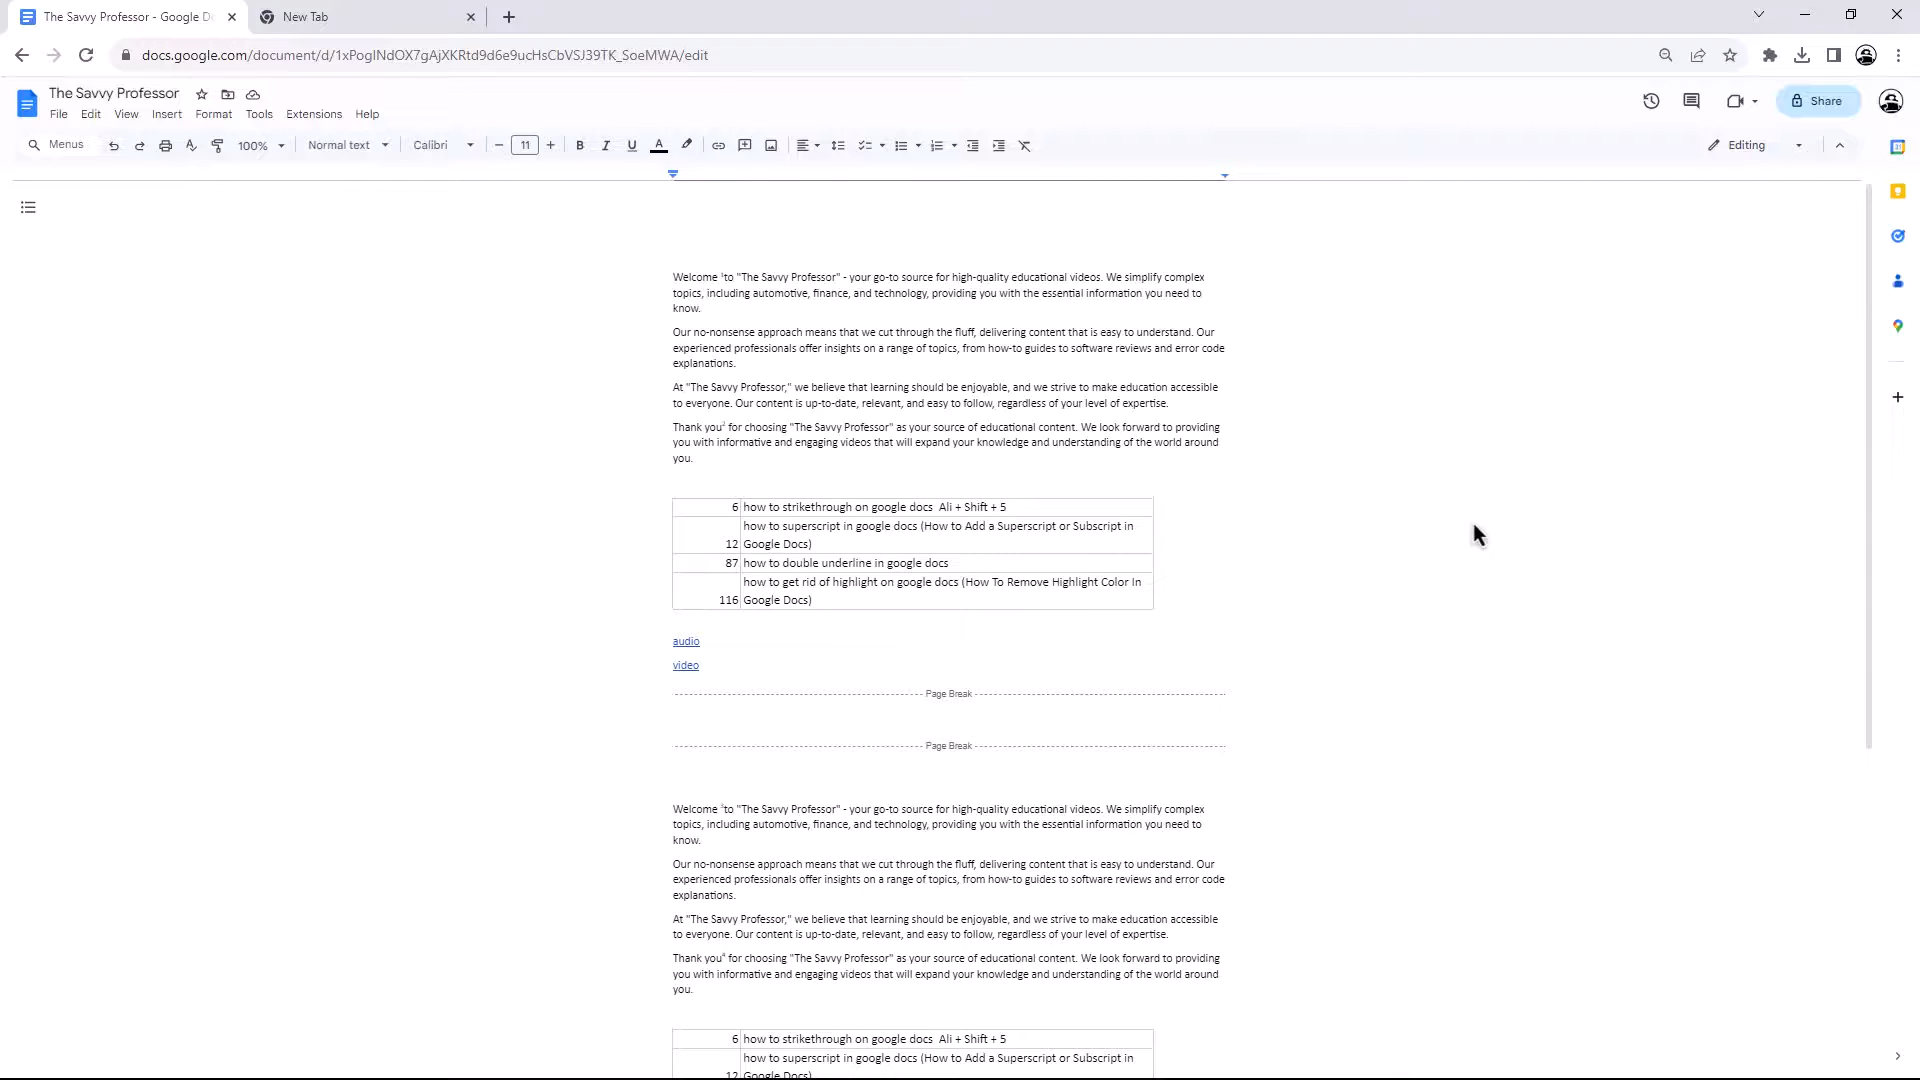 The Savvy Professor - Google D
New Tab
docs.google.com/document/d/1xPogINdOX7gAjXKRtd9d6e9ucHsCbVSJ39TK_SoeMWA/edit
The Savvy Professor
Share
File Edit View Insert Format Tools Extensions Help
Menus 100% Normal text Calibri 11 Editing
Welcome ¹to "The Savvy Professor" - your go-to source for high-quality educational videos. We simplify complex
topics, including automotive, finance, and technology, providing you with the essential information you need to
know.
Our no-nonsense approach means that we cut through the fluff, delivering content that is easy to understand. Our
experienced professionals offer insights on a range of topics, from how-to guides to software reviews and error code
explanations.
At "The Savvy Professor," we believe that learning should be enjoyable, and we strive to make education accessible
to everyone. Our content is up-to-date, relevant, and easy to follow, regardless of your level of expertise.
Thank you² for choosing "The Savvy Professor" as your source of educational content. We look forward to providing
you with informative and engaging videos that will expand your knowledge and understanding of the world around
you.
6 how to strikethrough on google docs Ali + Shift + 5
how to superscript in google docs (How to Add a Superscript or Subscript in
12 Google Docs)
87 how to double underline in google docs
how to get rid of highlight on google docs (How To Remove Highlight Color In
116 Google Docs)
audio
video
Page Break
Page Break
Welcome ³to "The Savvy Professor" - your go-to source for high-quality educational videos. We simplify complex
topics, including automotive, finance, and technology, providing you with the essential information you need to
know.
Our no-nonsense approach means that we cut through the fluff, delivering content that is easy to understand. Our
experienced professionals offer insights on a range of topics, from how-to guides to software reviews and error code
explanations.
At "The Savvy Professor," we believe that learning should be enjoyable, and we strive to make education accessible
to everyone. Our content is up-to-date, relevant, and easy to follow, regardless of your level of expertise.
Thank you⁴ for choosing "The Savvy Professor" as your source of educational content. We look forward to providing
you with informative and engaging videos that will expand your knowledge and understanding of the world around
you.
6 how to strikethrough on google docs Ali + Shift + 5
how to superscript in google docs (How to Add a Superscript or Subscript in
12 Google Docs)